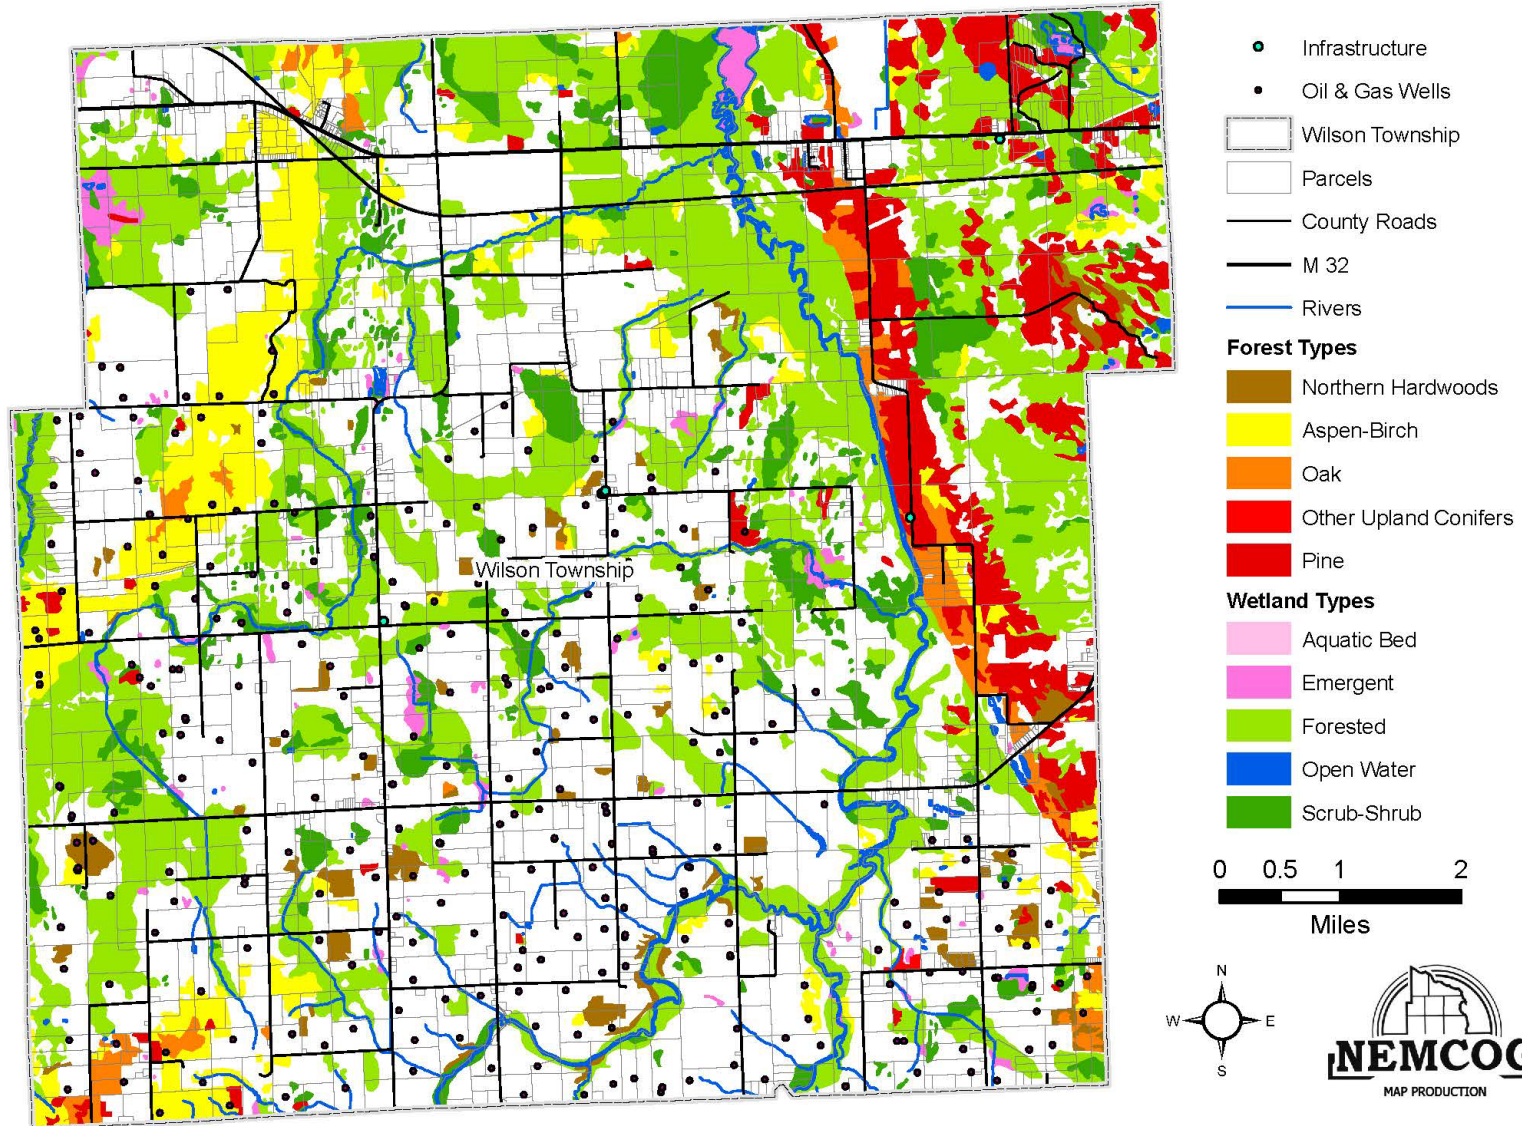 Infrastructure
Oil & Gas Wells
Wilson Township
Parcels
County Roads
M 32
Rivers
Forest Types
Northern Hardwoods
Aspen-Birch
Oak
Other Upland Conifers
Pine
Wetland Types
Aquatic Bed
Emergent
Forested
Open Water
Scrub-Shrub
0 0.5 1 2
Miles
N
W E
S
NEMCOG
MAP PRODUCTION
Wilson Township